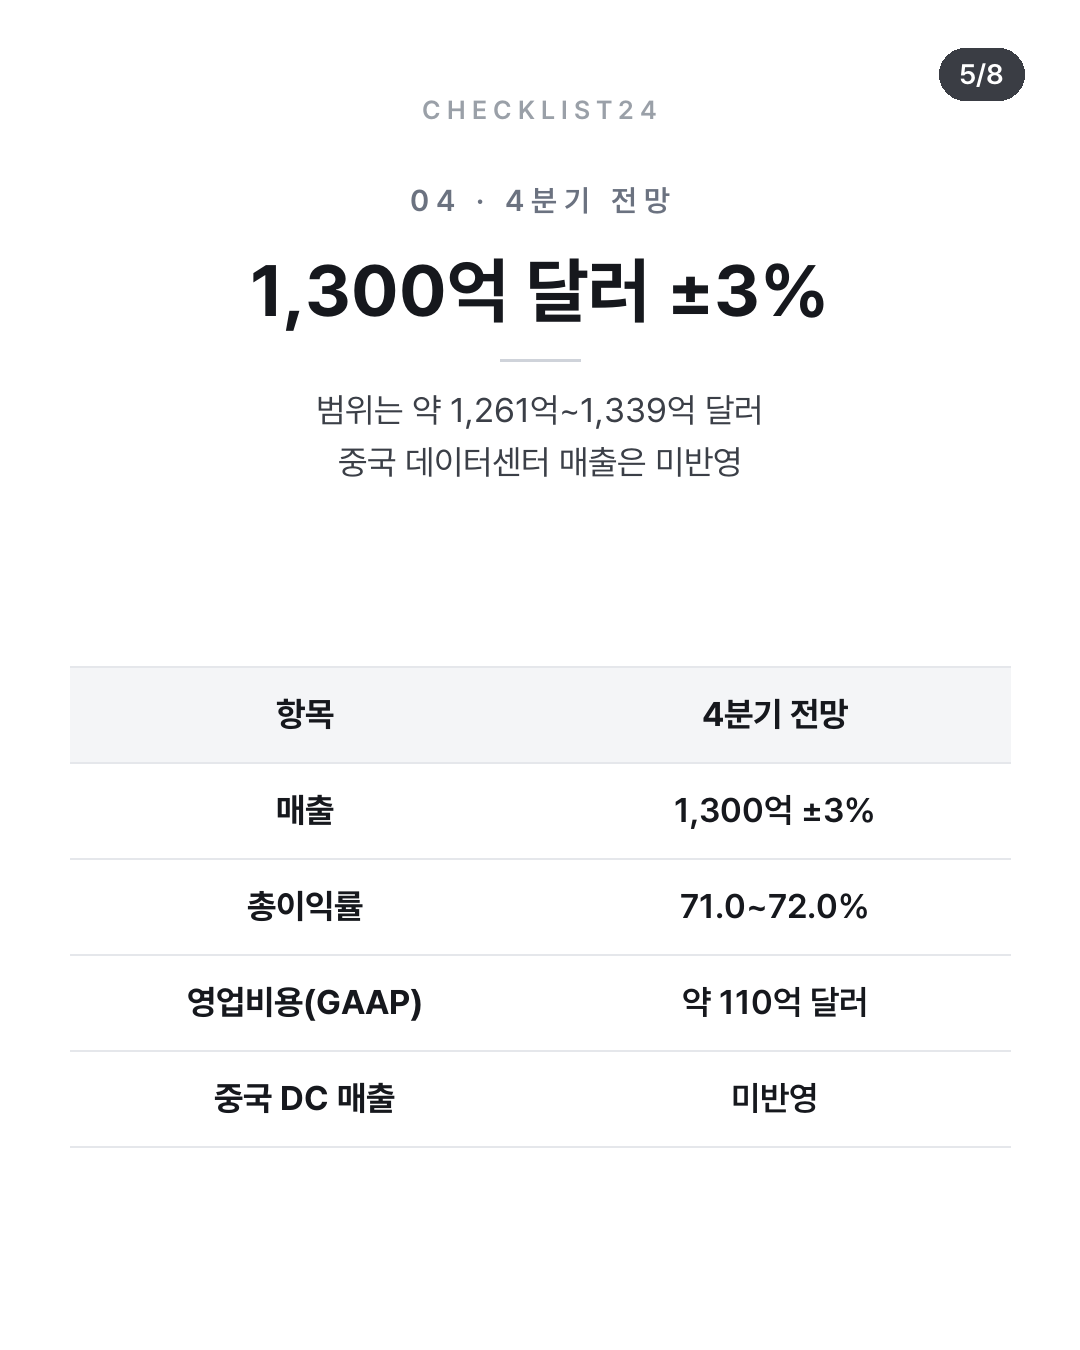 5/8
CHECKLIST24
04 · 4분기 전망
1,300억 달러 ±3%
범위는 약 1,261억~1,339억 달러
중국 데이터센터 매출은 미반영
항목 4분기 전망
매출 1,300억 ±3%
총이익률 71.0~72.0%
영업비용(GAAP) 약 110억 달러
중국 DC 매출 미반영